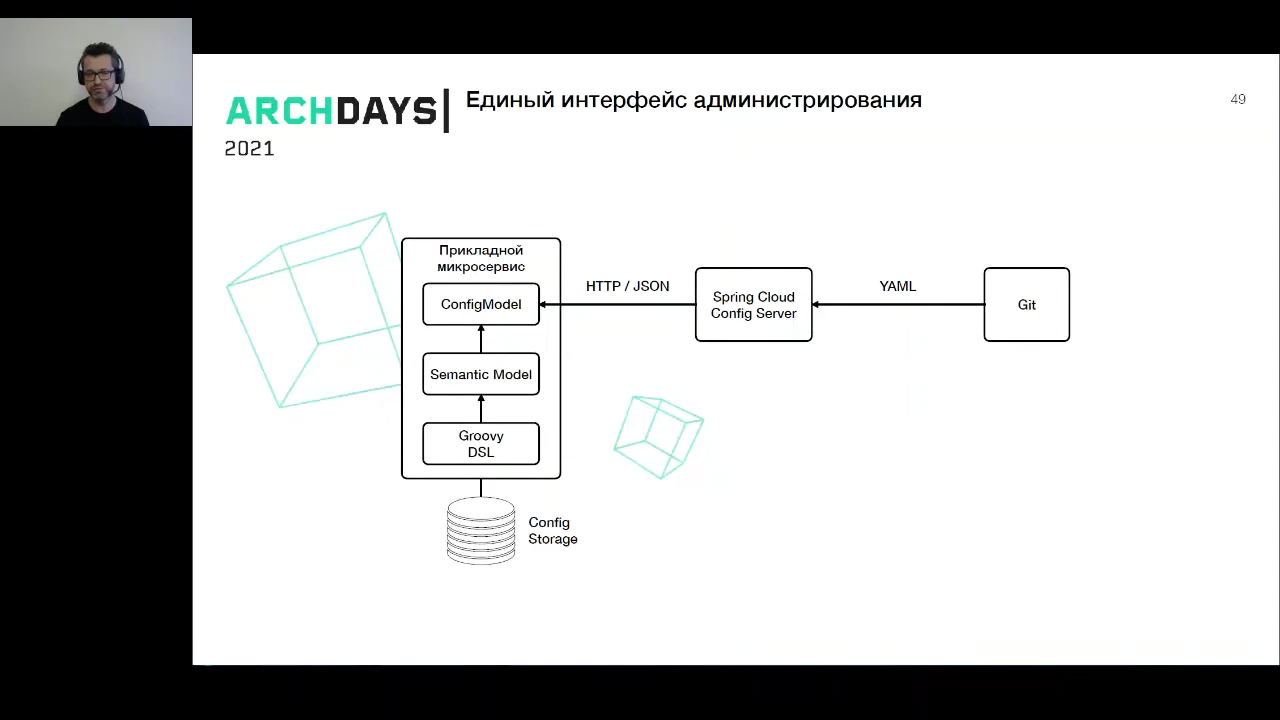 ARCHDAYS
2021
Единый интерфейс администрирования
49
Прикладной
микросервис
ConfigModel
Semantic Model
Groovy
DSL
Config
Storage
HTTP / JSON
Spring Cloud
Config Server
YAML
Git